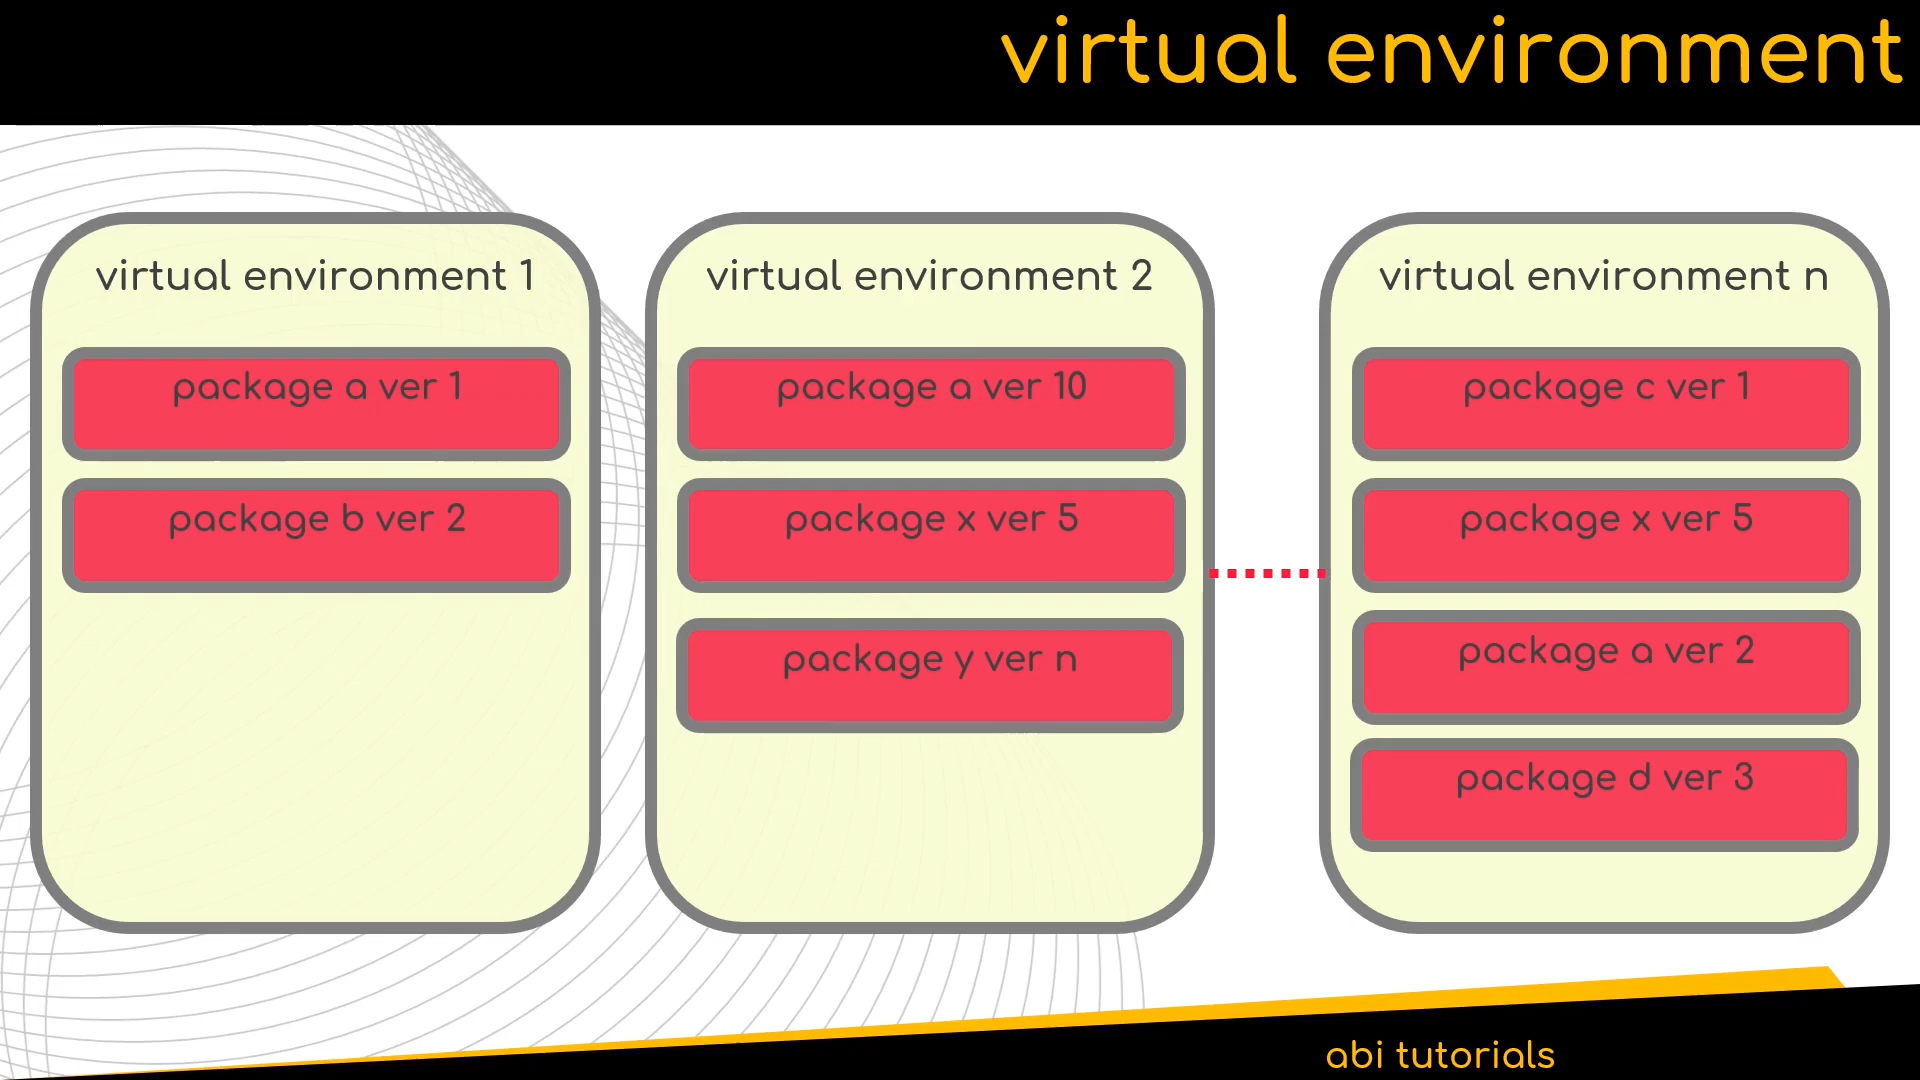 virtual environment
virtual environment 1
package a ver 1
package b ver 2
virtual environment 2
package a ver 10
package x ver 5
package y ver n
virtual environment n
package c ver 1
package x ver 5
package a ver 2
package d ver 3
abi tutorials